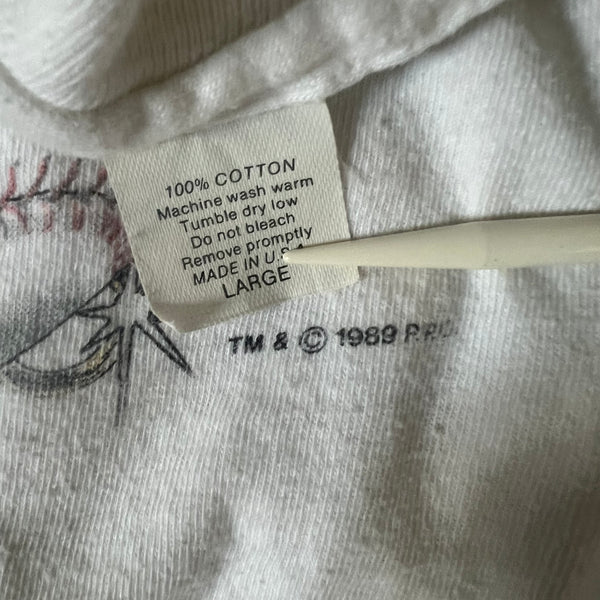 100% COTTON
Machine wash warm
Tumble dry low
Do not bleach
Remove promptly
MADE IN U.S.A
LARGE
TM & © 1989